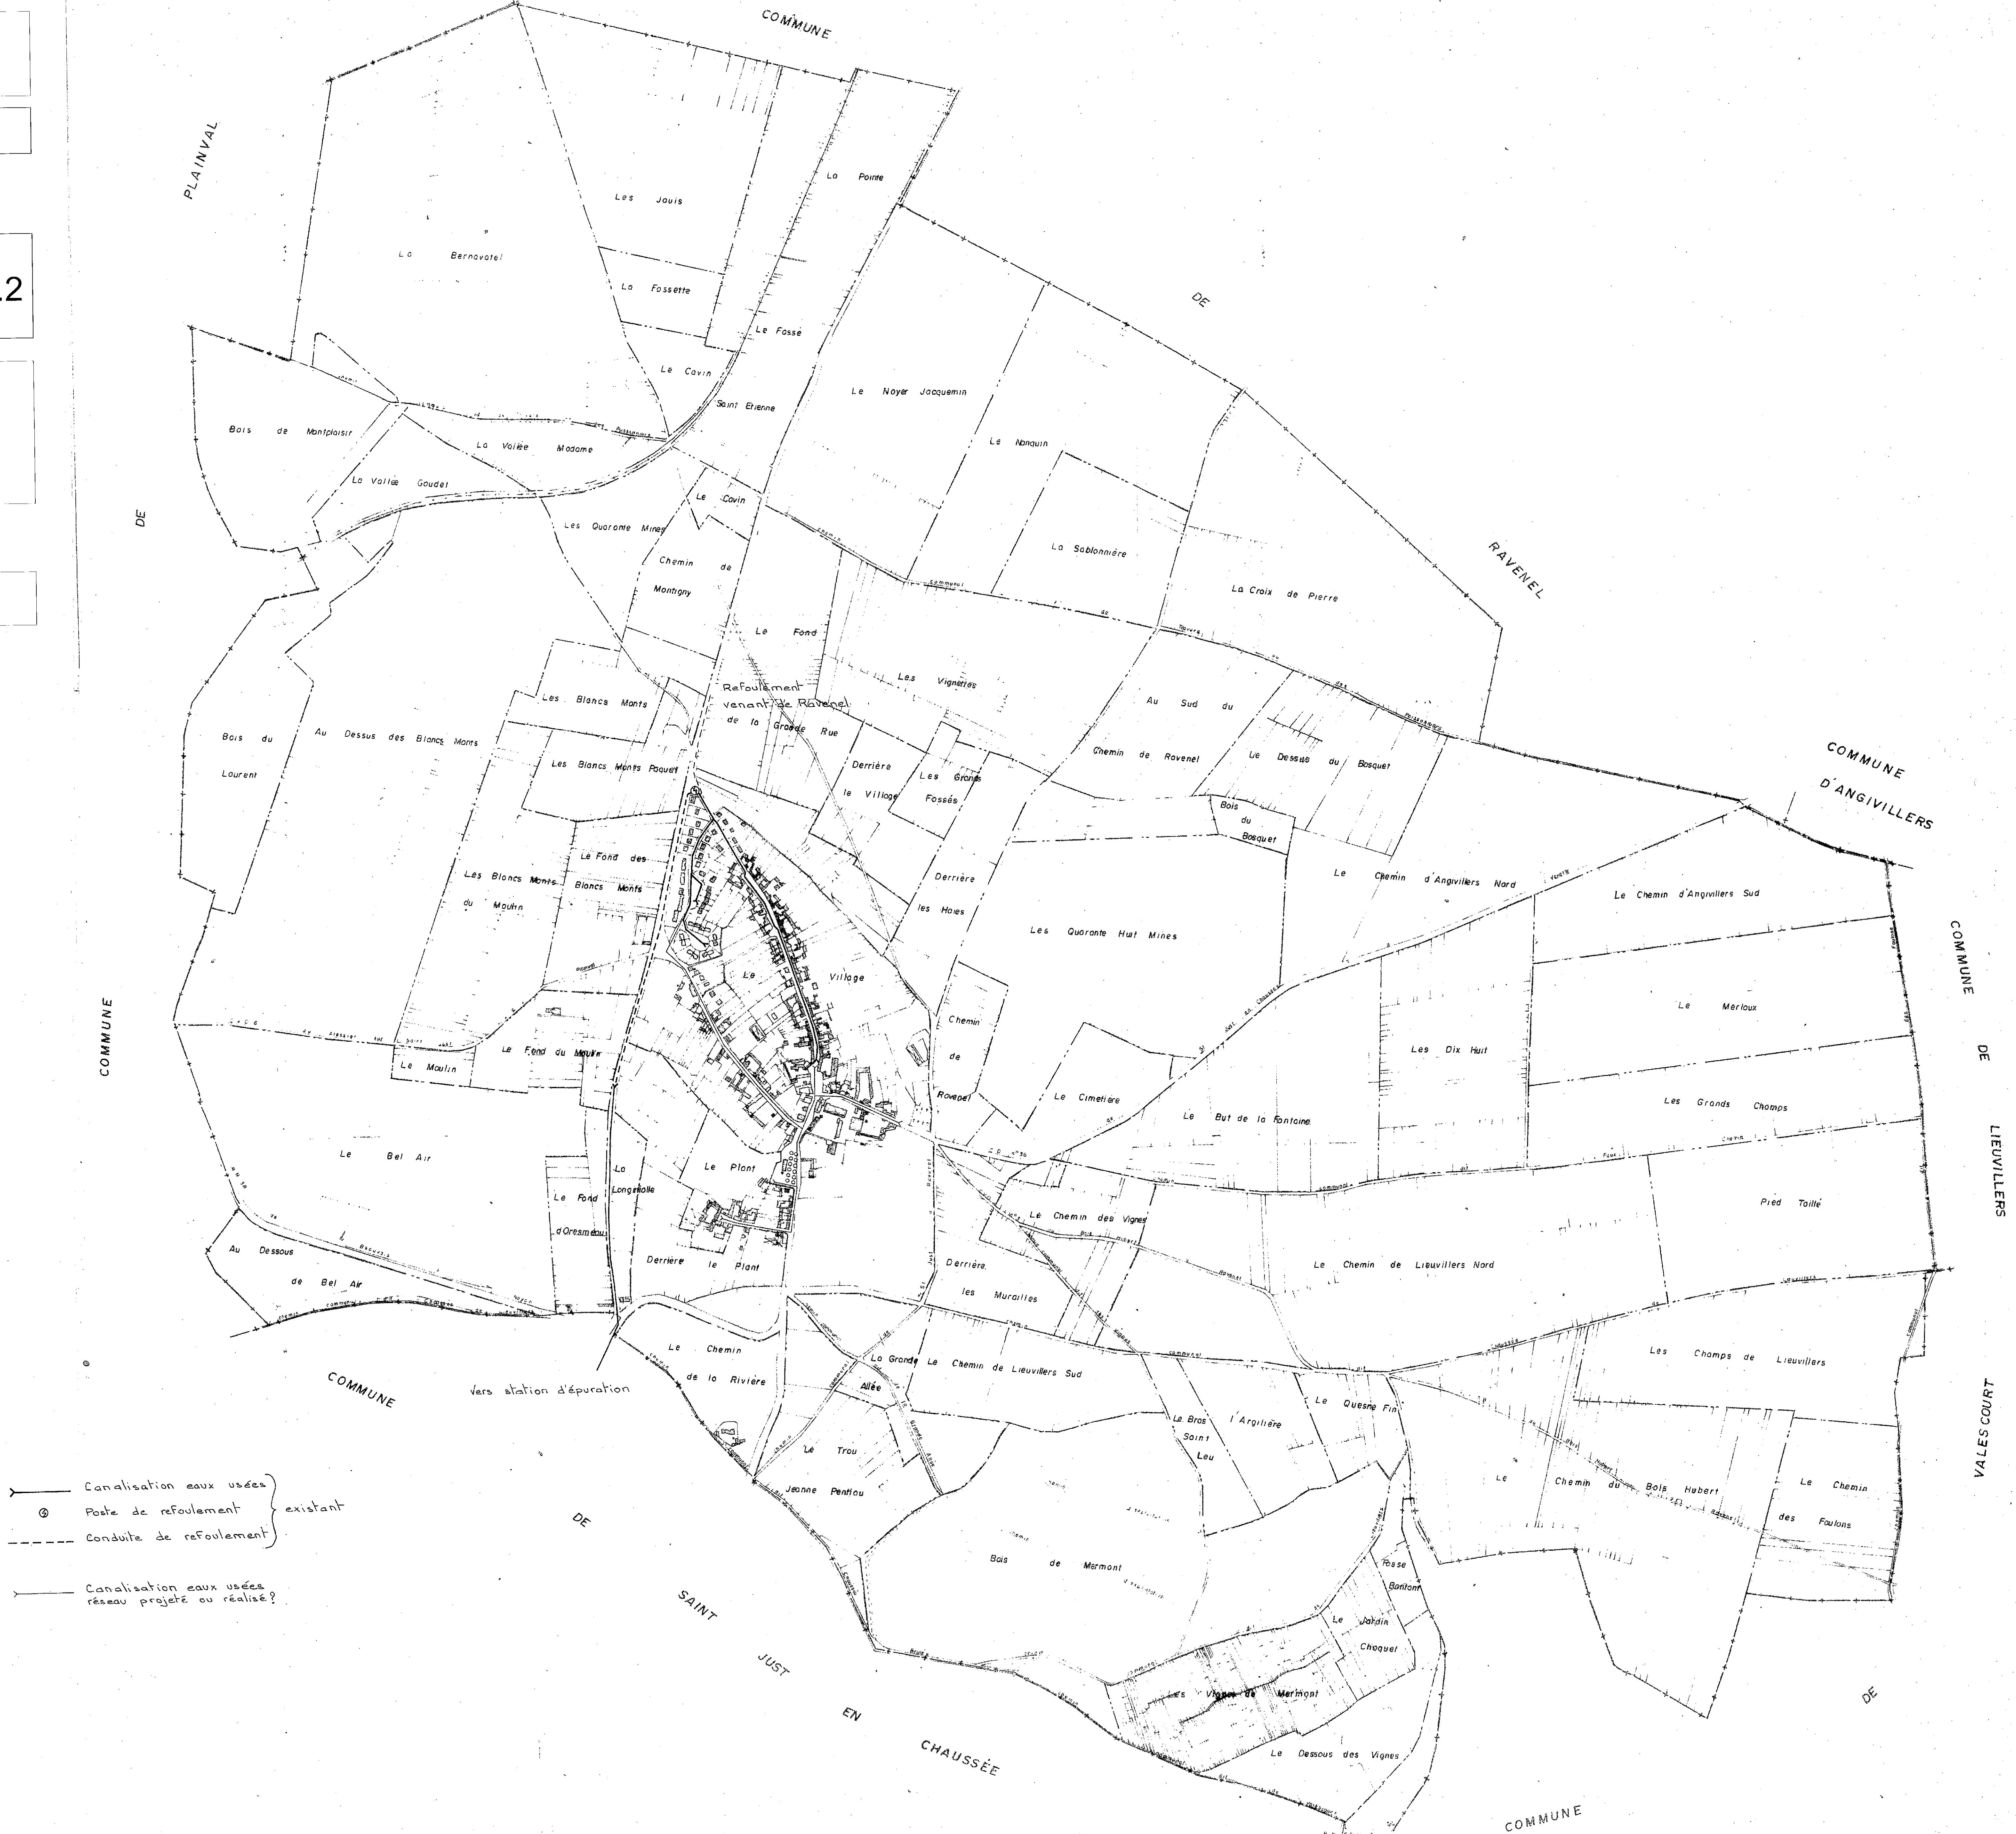 COMMUNE
PLAINVAL
.2
La Pointe
Les Jouis
La Bernavatel
La Fossette
DE
Le Fossé
Le Cavin
Saint Etienne
Le Noyer Jacquemin
Bois de Montplaisir
La Vallée Madame
Le Nanquin
La Vallée Gaudet
Le Cavin
DE
Les Quarante Mines
La Sablonnière
RAVENEL
Chemin de
Montigny
La Croix de Pierre
Le Fond
Les Vignettes
Refoulement
venant de Ravenel
de la Grande Rue
Les Blancs Monts
Au Sud du
Chemin de Ravenel
Bois du
Laurent
Au Dessus des Blancs Monts
Les Blancs Monts Paquet
Derrière
le Village
Les Grands
Fossés
Le Dessus du Bosquet
COMMUNE
D'ANGIVILLERS
Bois
du
Bosquet
Le Fond des
Blancs Monts
Les Blancs Monts
du Moulin
Derrière
les Haies
Le Chemin d'Angivillers Nord
Le Chemin d'Angivillers Sud
Les Quarante Huit Mines
COMMUNE
Le Village
Le Merloux
COMMUNE
Chemin
de
Ravenel
DE
Le Fond du Moulin
Le Moulin
Les Dix Huit
Le Cimetière
Le But de la Fontaine
Les Grands Champs
LIEUVILLERS
Le Bel Air
La
Longenolle
Le Plant
Le Fond
d'Oresmeau
Le Chemin des Vignes
Pied Taillé
Au Dessous
de Bel Air
Derrière le Plant
Derrière
les Murailles
Le Chemin de Lieuvillers Nord
Le Chemin
de la Rivière
La Grande
Allée
Le Chemin de Lieuvillers Sud
Les Champs de Lieuvillers
COMMUNE
Vers station d'épuration
Le Bras
Saint
Leu
l'Argilière
Le Quesne Fin
VALESCOURT
Le Trou
Jeanne Pentiau
Le Chemin du Bois Hubert
Le Chemin
des Foulons
Canalisation eaux usées
Poste de refoulement
existant
Conduite de refoulement
DE
Bois de Mermont
Fosse
Canalisation eaux usées
réseau projeté ou réalisé?
SAINT
Le Jardin
Choquel
JUST
Les Vignes de Mermont
EN
DE
CHAUSSÉE
Le Dessous des Vignes
COMMUNE